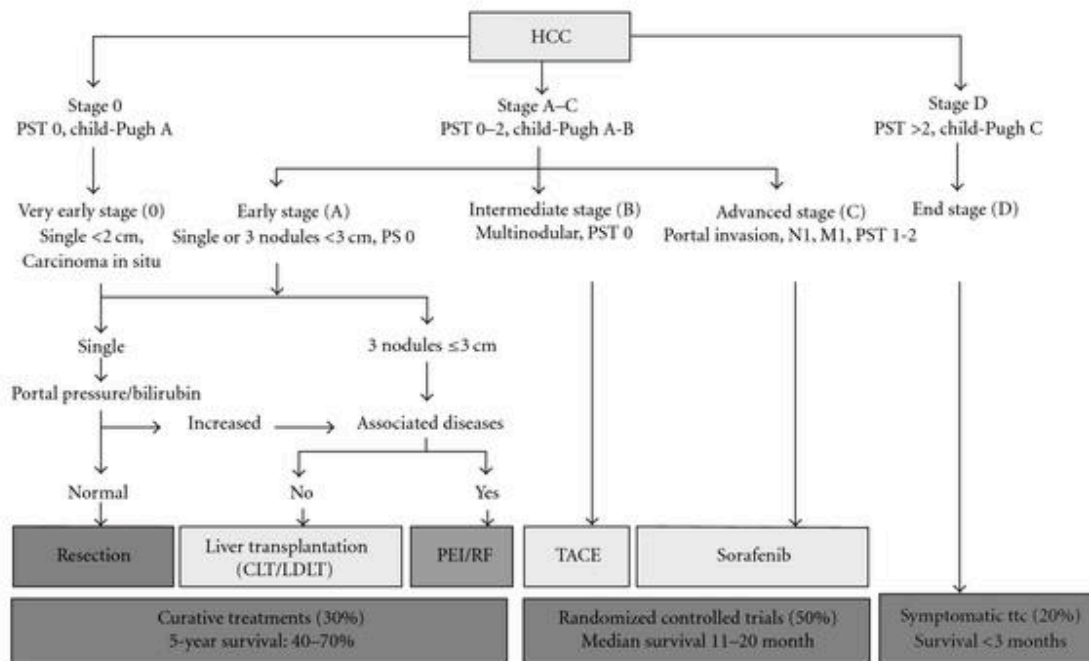 HCC
Stage 0
PST 0, child-Pugh A
Stage A–C
PST 0–2, child-Pugh A-B
Stage D
PST >2, child-Pugh C
Very early stage (0)
Single <2 cm,
Carcinoma in situ
Early stage (A)
Single or 3 nodules <3 cm, PS 0
Intermediate stage (B)
Multinodular, PST 0
Advanced stage (C)
Portal invasion, N1, M1, PST 1-2
End stage (D)
Single
3 nodules ≤3 cm
Portal pressure/bilirubin
Increased
Associated diseases
Normal
No
Yes
Resection
Liver transplantation
(CLT/LDLT)
PEI/RF
TACE
Sorafenib
Curative treatments (30%)
5-year survival: 40–70%
Randomized controlled trials (50%)
Median survival 11–20 month
Symptomatic ttc (20%)
Survival <3 months